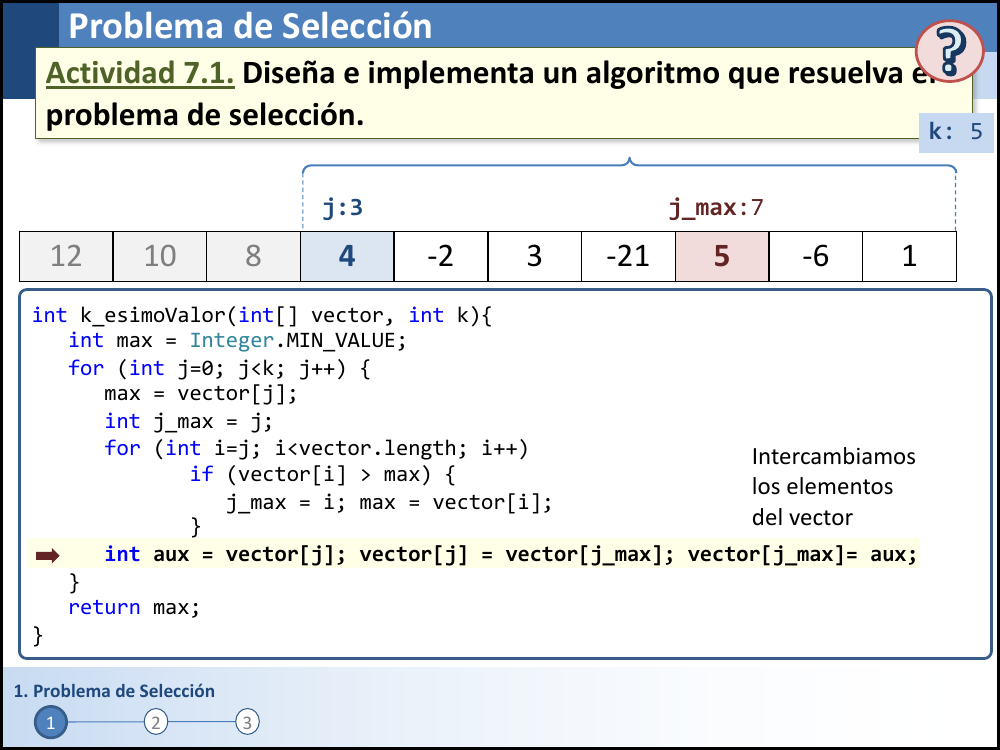 Problema de Selección
?
Actividad 7.1. Diseña e implementa un algoritmo que resuelva el
problema de selección.
k: 5
j:3 j_max:7
12 10 8 4 -2 3 -21 5 -6 1
int k_esimoValor(int[] vector, int k){
int max = Integer.MIN_VALUE;
for (int j=0; j<k; j++) {
max = vector[j];
int j_max = j;
for (int i=j; i<vector.length; i++)
if (vector[i] > max) {
j_max = i; max = vector[i];
}
Intercambiamos
los elementos
del vector
int aux = vector[j]; vector[j] = vector[j_max]; vector[j_max]= aux;
}
return max;
}
1. Problema de Selección
1 2 3